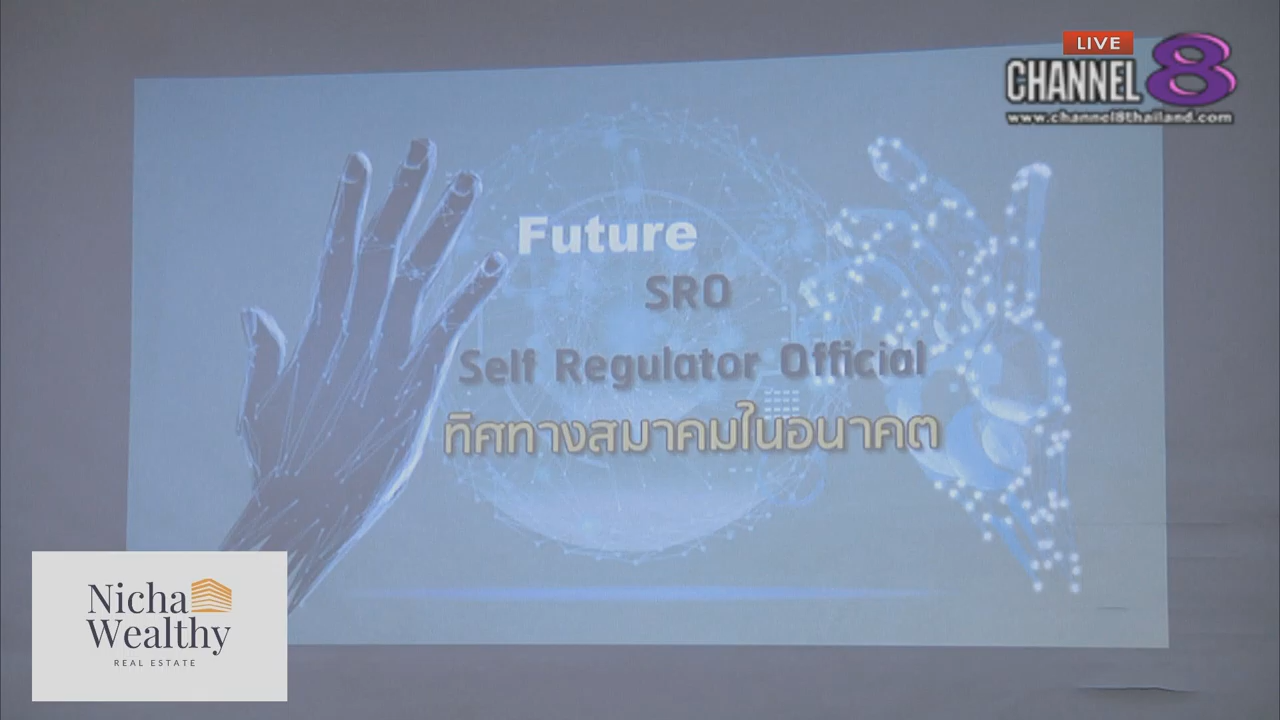 LIVE
CHANNEL 8
www.channel8thailand.com
Future
SRO
Self Regulator Official
ทิศทางสมาคมในอนาคต
Nicha
Wealthy
REAL ESTATE